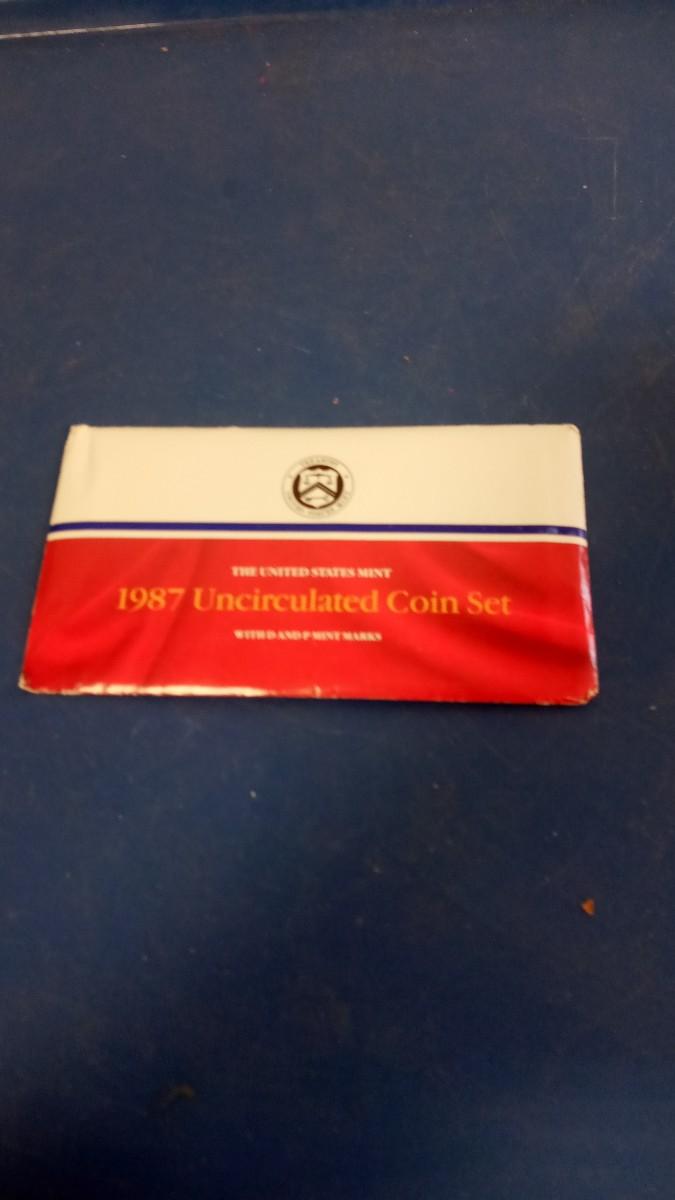 THE UNITED STATES MINT
1987 Uncirculated Coin Set
WITH D AND P MINT MARKS